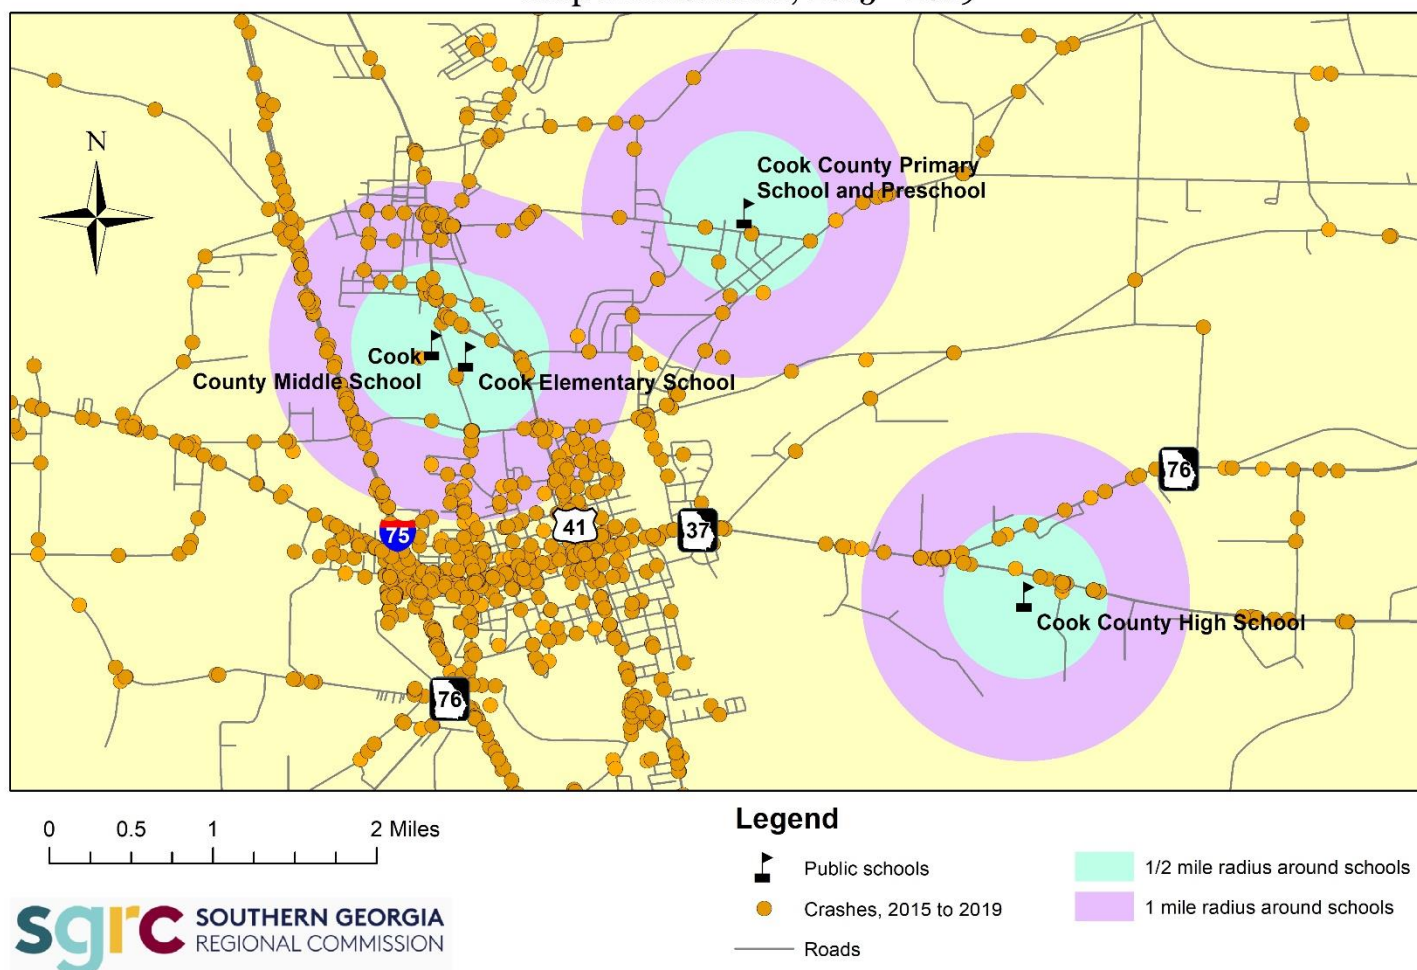 N
Cook County Primary
School and Preschool
Cook
County Middle School
Cook Elementary School
76
75
41
37
Cook County High School
76
0 0.5 1 2 Miles
Legend
Public schools
1/2 mile radius around schools
Crashes, 2015 to 2019
1 mile radius around schools
Roads
sgrc SOUTHERN GEORGIA
REGIONAL COMMISSION